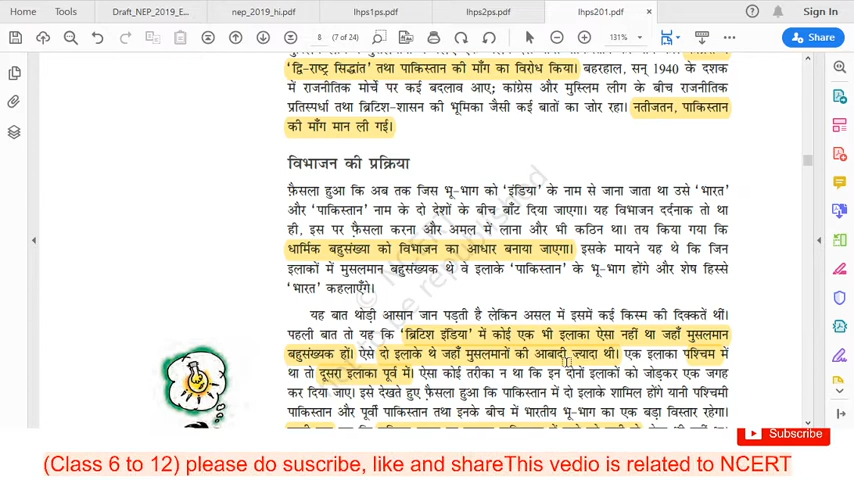 Home
Tools
Draft_NEP_2019_E...
nep_2019_hi.pdf
lhps1ps.pdf
lhps2ps.pdf
lhps201.pdf
Sign In
8
(7 of 24)
131%
Share
'द्वि-राष्ट्र सिद्धांत' तथा पाकिस्तान की माँग का विरोध किया। बहरहाल, सन् 1940 के दशक
में राजनीतिक मोर्चे पर कई बदलाव आए; कांग्रेस और मुस्लिम लीग के बीच राजनीतिक
प्रतिस्पर्धा तथा ब्रिटिश-शासन की भूमिका जैसी कई बातों का ज़ोर रहा। नतीजतन, पाकिस्तान
की माँग मान ली गई।
विभाजन की प्रक्रिया
फ़ैसला हुआ कि अब तक जिस भू-भाग को 'इंडिया' के नाम से जाना जाता था उसे 'भारत'
और 'पाकिस्तान' नाम के दो देशों के बीच बाँट दिया जाएगा। यह विभाजन दर्दनाक तो था
ही, इस पर फ़ैसला करना और अमल में लाना और भी कठिन था। तय किया गया कि
धार्मिक बहुसंख्या को विभाजन का आधार बनाया जाएगा। इसके मायने यह थे कि जिन
इलाकों में मुसलमान बहुसंख्यक थे वे इलाके 'पाकिस्तान' के भू-भाग होंगे और शेष हिस्से
'भारत' कहलाएँगे।
यह बात थोड़ी आसान जान पड़ती है लेकिन असल में इसमें कई किस्म की दिक्कतें थीं।
पहली बात तो यह कि 'ब्रिटिश इंडिया' में कोई एक भी इलाका ऐसा नहीं था जहाँ मुसलमान
बहुसंख्यक हों। ऐसे दो इलाके थे जहाँ मुसलमानों की आबादी ज्यादा थी। एक इलाका पश्चिम में
था तो दूसरा इलाका पूर्व में। ऐसा कोई तरीका न था कि इन दोनों इलाकों को जोड़कर एक जगह
कर दिया जाए। इसे देखते हुए फ़ैसला हुआ कि पाकिस्तान में दो इलाके शामिल होंगे यानी पश्चिमी
पाकिस्तान और पूर्वी पाकिस्तान तथा इनके बीच में भारतीय भू-भाग का एक बड़ा विस्तार रहेगा।
© NCERT
not to be republished
Subscribe
(Class 6 to 12) please do suscribe, like and shareThis vedio is related to NCERT